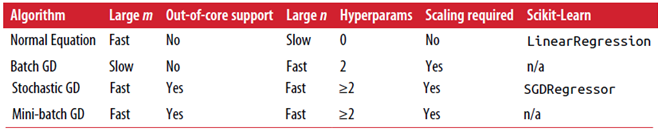 Algorithm Large m Out-of-core support Large n Hyperparams Scaling required Scikit-Learn
Normal Equation Fast No Slow 0 No LinearRegression
Batch GD Slow No Fast 2 Yes n/a
Stochastic GD Fast Yes Fast ≥2 Yes SGDRegressor
Mini-batch GD Fast Yes Fast ≥2 Yes n/a